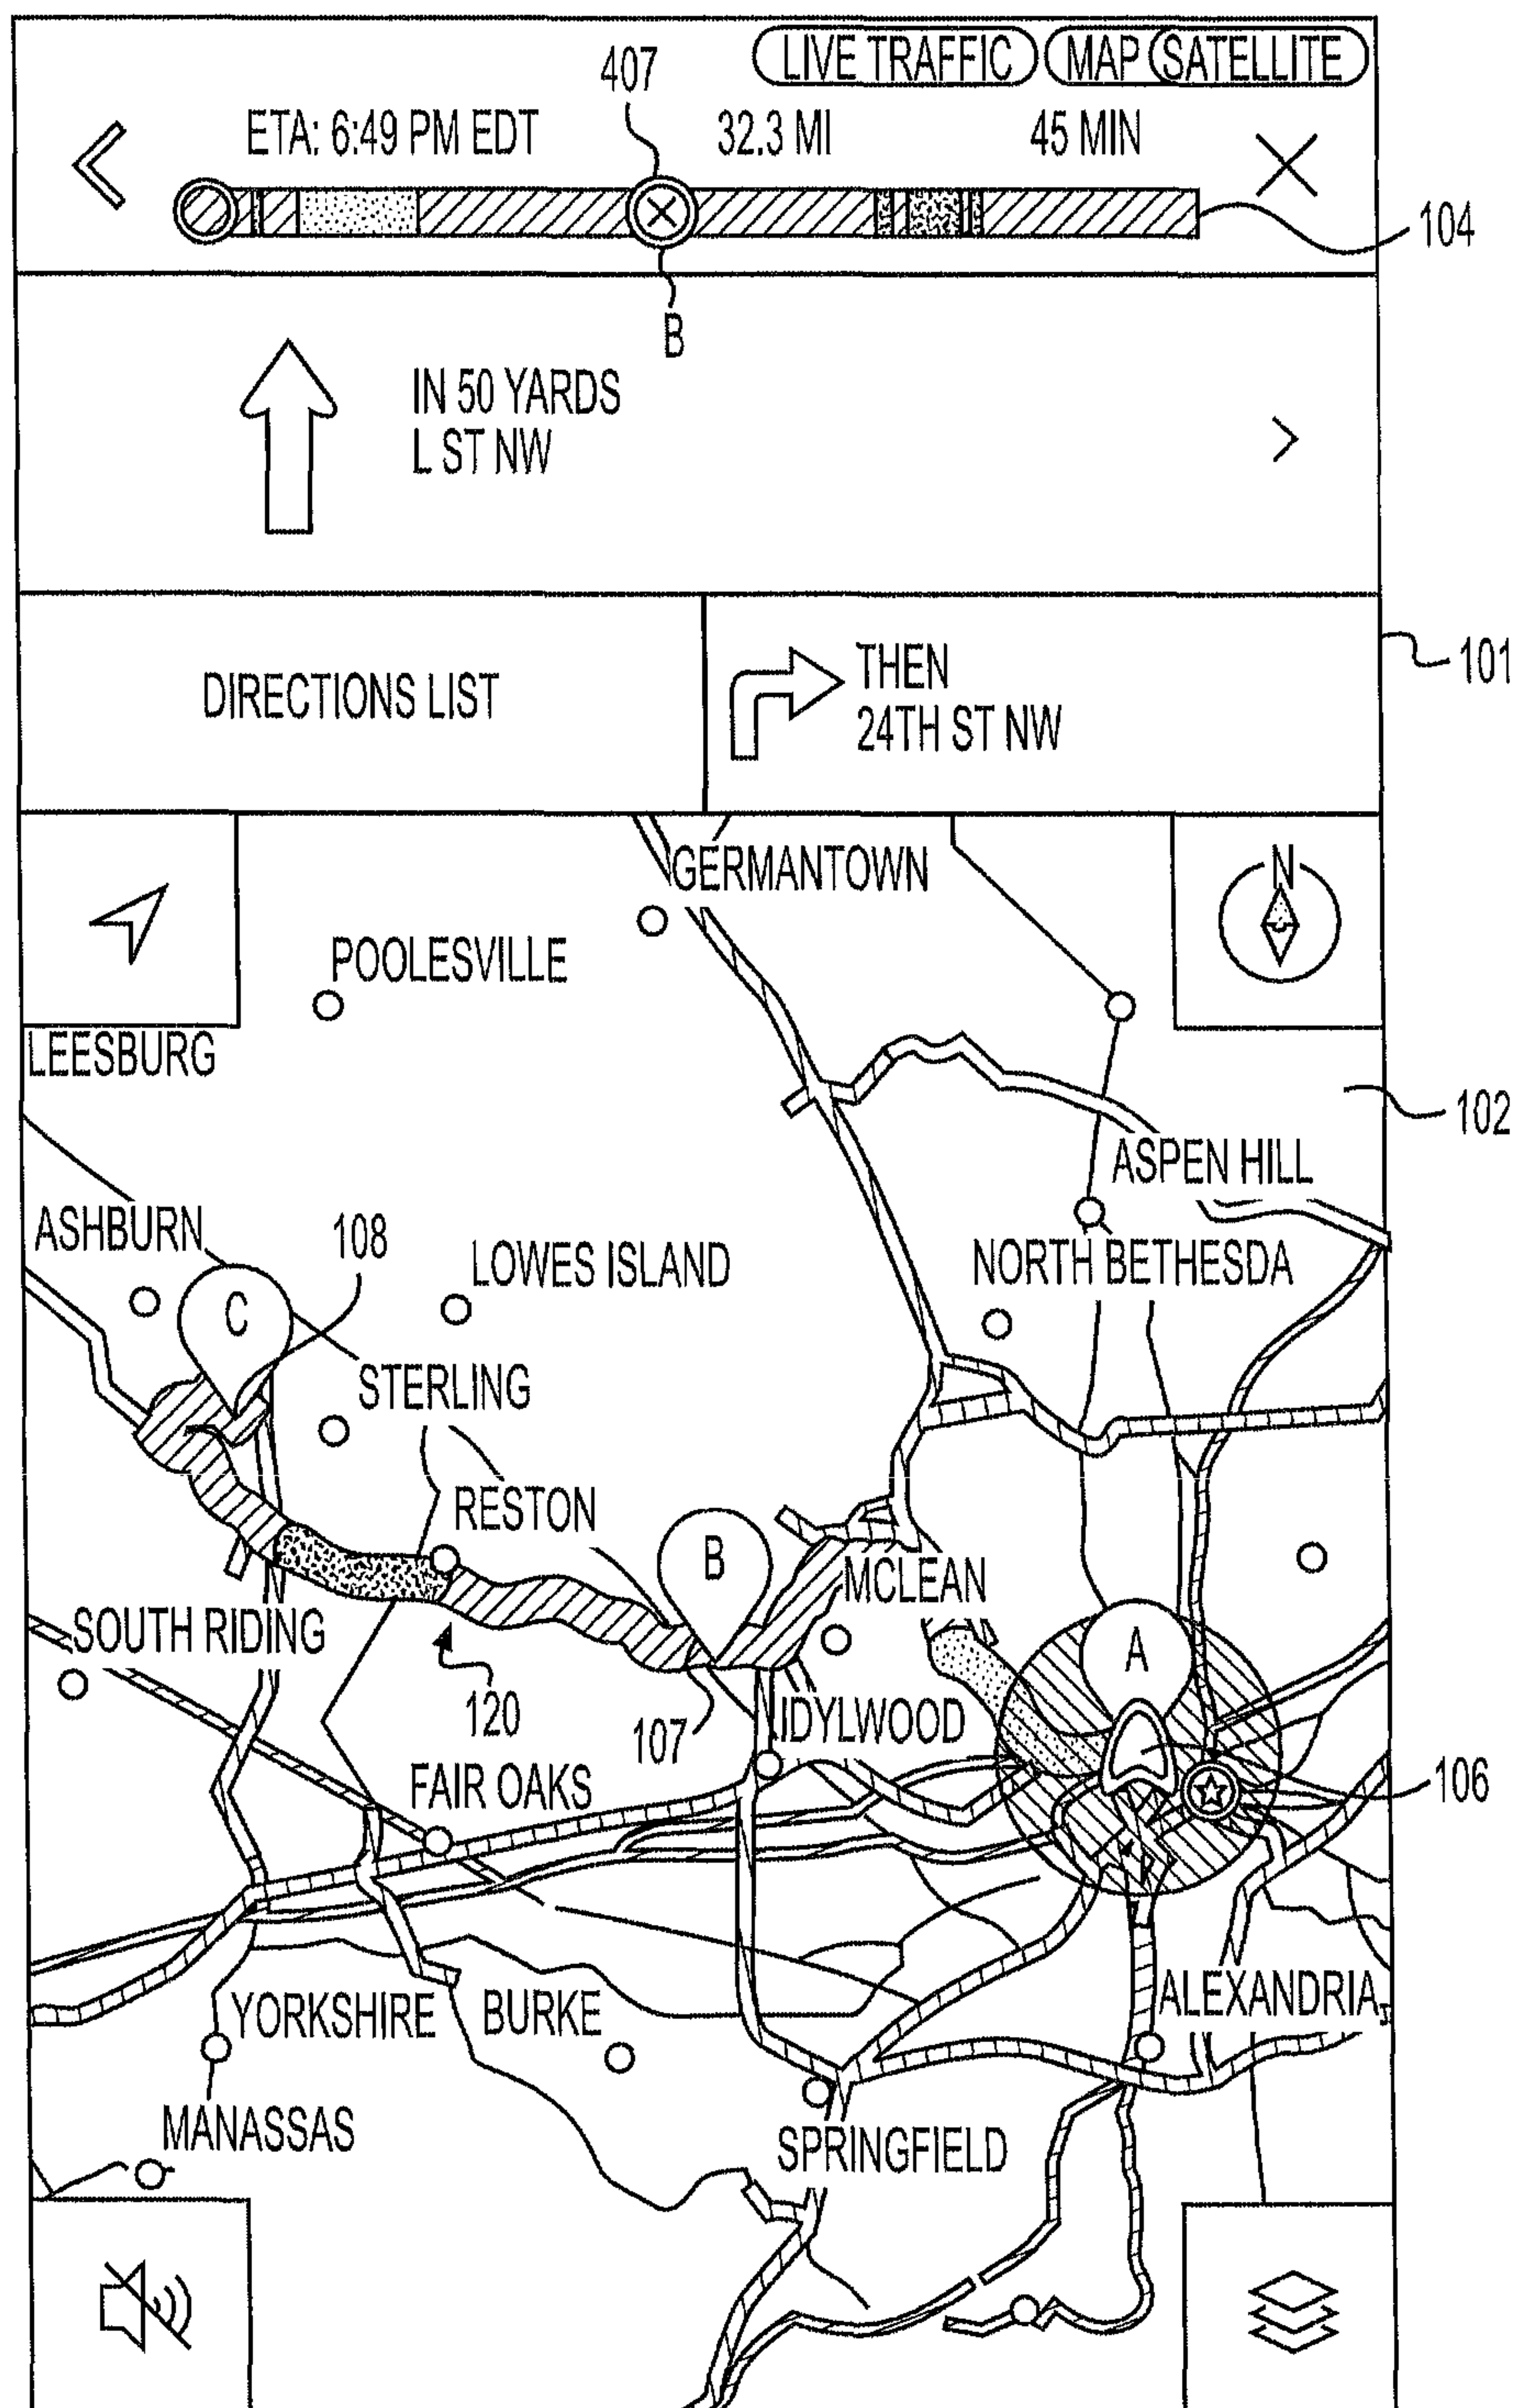 LIVE TRAFFIC
MAP SATELLITE
407
ETA: 6:49 PM EDT
32.3 MI
45 MIN
104
B
IN 50 YARDS
L ST NW
101
DIRECTIONS LIST
THEN
24TH ST NW
GERMANTOWN
N
POOLESVILLE
LEESBURG
102
ASPEN HILL
ASHBURN
108
LOWES ISLAND
NORTH BETHESDA
C
STERLING
RESTON
B
MCLEAN
SOUTH RIDING
A
120
107
IDYLWOOD
FAIR OAKS
106
YORKSHIRE
BURKE
ALEXANDRIA
MANASSAS
SPRINGFIELD